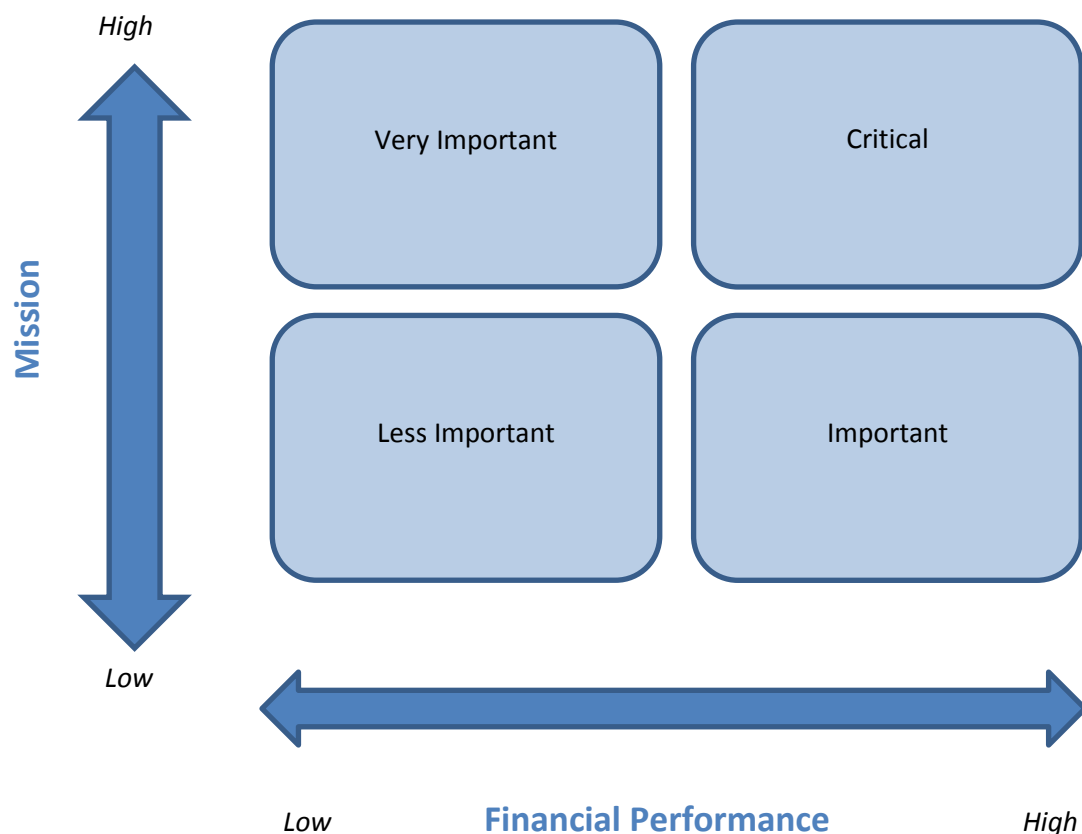 High
Very Important
Critical
Mission
Less Important
Important
Low
Low
Financial Performance
High